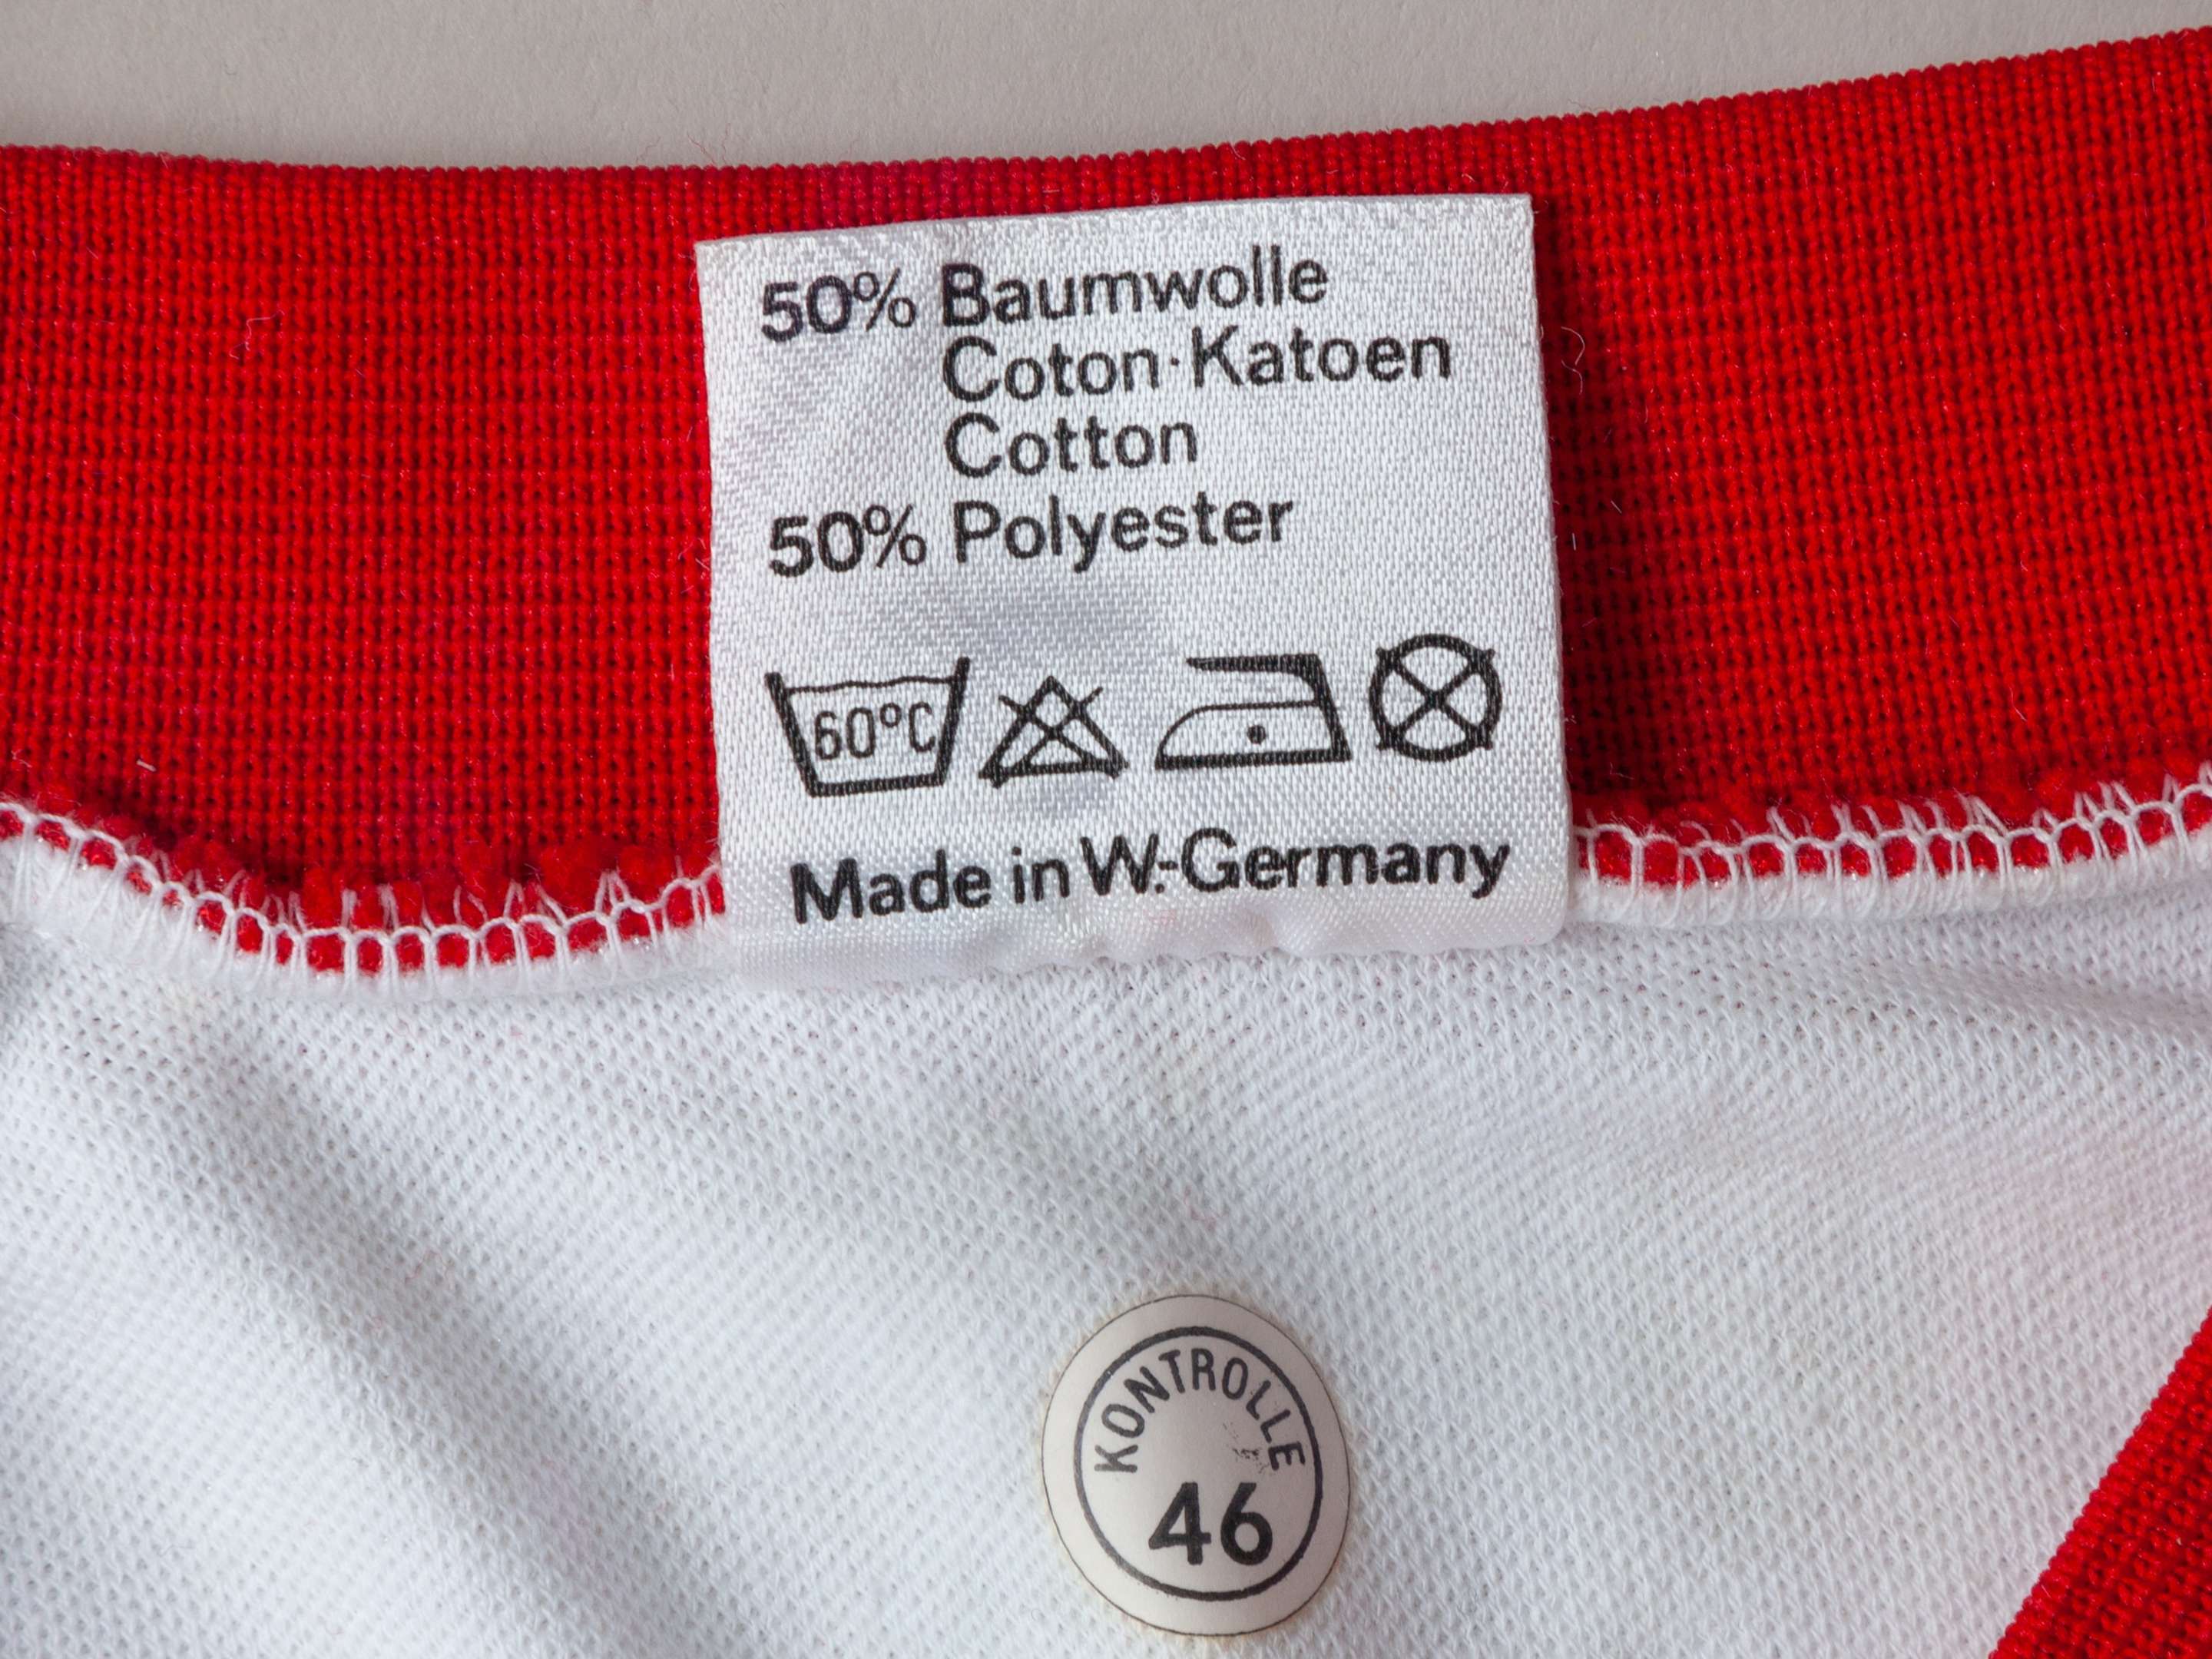 50% Baumwolle
Coton·Katoen
Cotton
50% Polyester
60°C
Made in W.-Germany
KONTROLLE
46